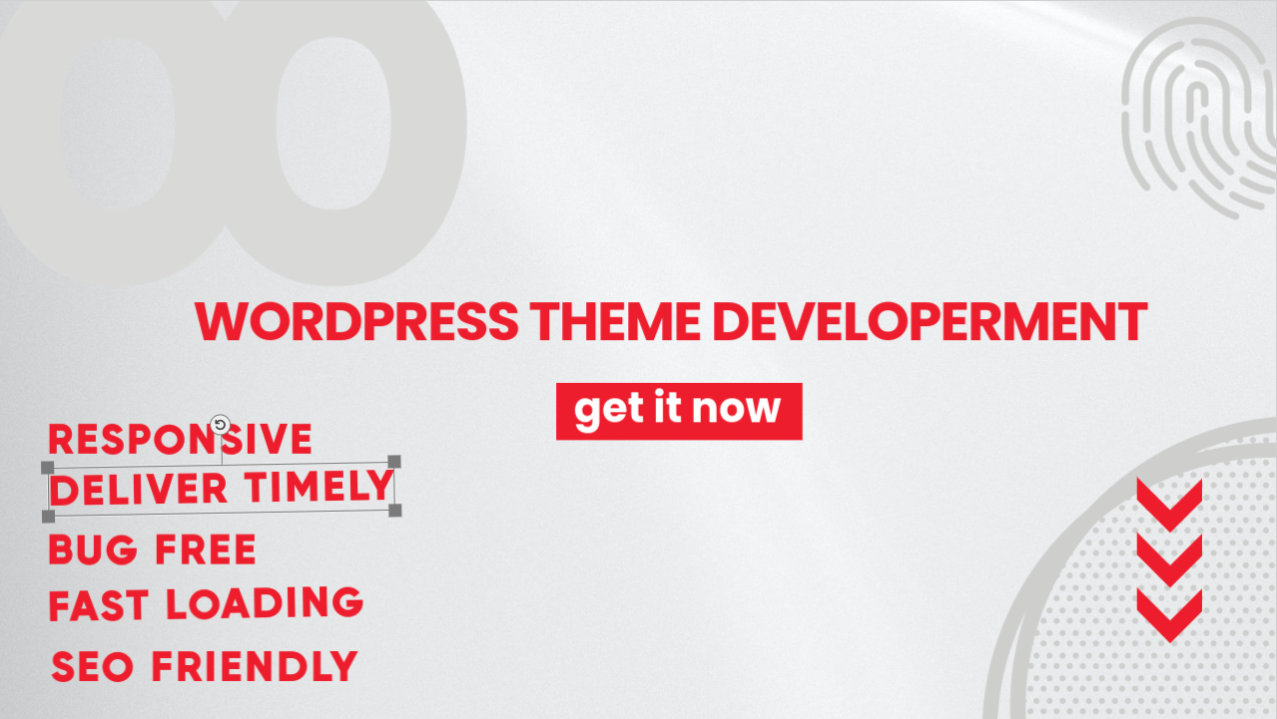 WORDPRESS THEME DEVELOPERMENT
get it now
RESPONSIVE
DELIVER TIMELY
BUG FREE
FAST LOADING
SEO FRIENDLY